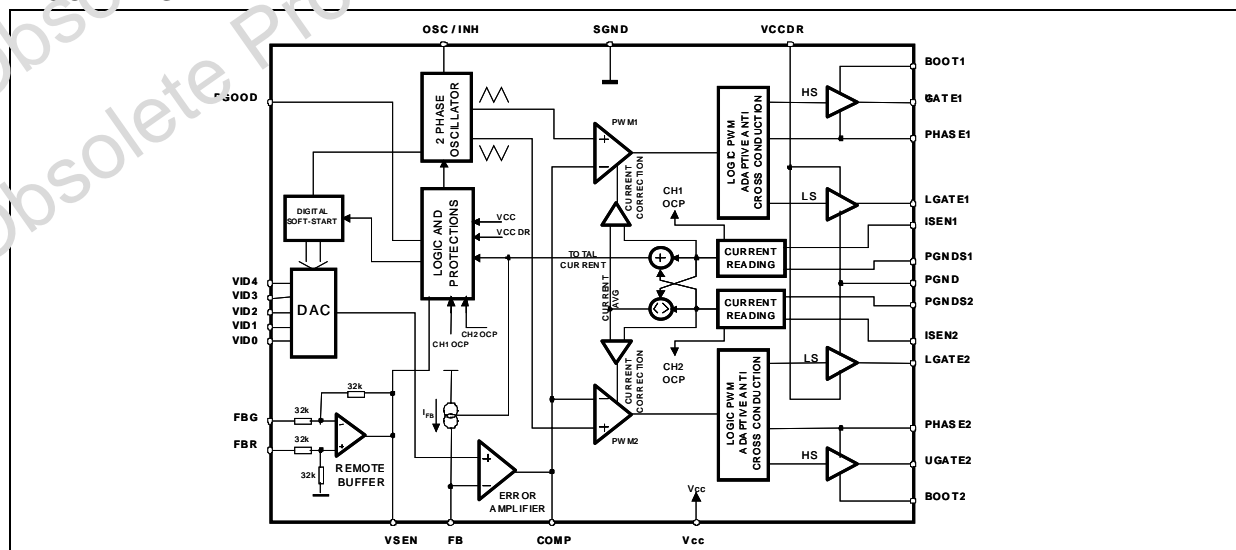 OSC / INH
SGND
VCCDR
BOOT1
2 PHASE
OSCILLATOR
HS
GATE1
PWM1
LOGIC PWM
ADAPTIVE ANTI
CROSS CONDUCTION
PHASE1
CURRENT
CORRECTION
CH1
OCP
LS
LGATE1
DIGITAL
SOFT-START
LOGIC AND
PROTECTIONS
VCC
VCCDR
ISEN1
TOTAL
CURRENT
CURRENT
READING
PGNDS1
PGND
VID4
VID3
VID2
VID1
VID0
DAC
CURRENT
AVG
< >
CURRENT
READING
PGNDS2
CH2 OCP
CH1 OCP
ISEN2
CH2
OCP
LS
LGATE2
CURRENT
CORRECTION
32k
IFB
LOGIC PWM
ADAPTIVE ANTI
CROSS CONDUCTION
FBG
32k
PHASE2
FBR
32k
PWM2
32k
REMOTE
BUFFER
HS
UGATE2
ERROR
AMPLIFIER
Vcc
BOOT2
VSEN
FB
COMP
Vcc
Obsolete Pro